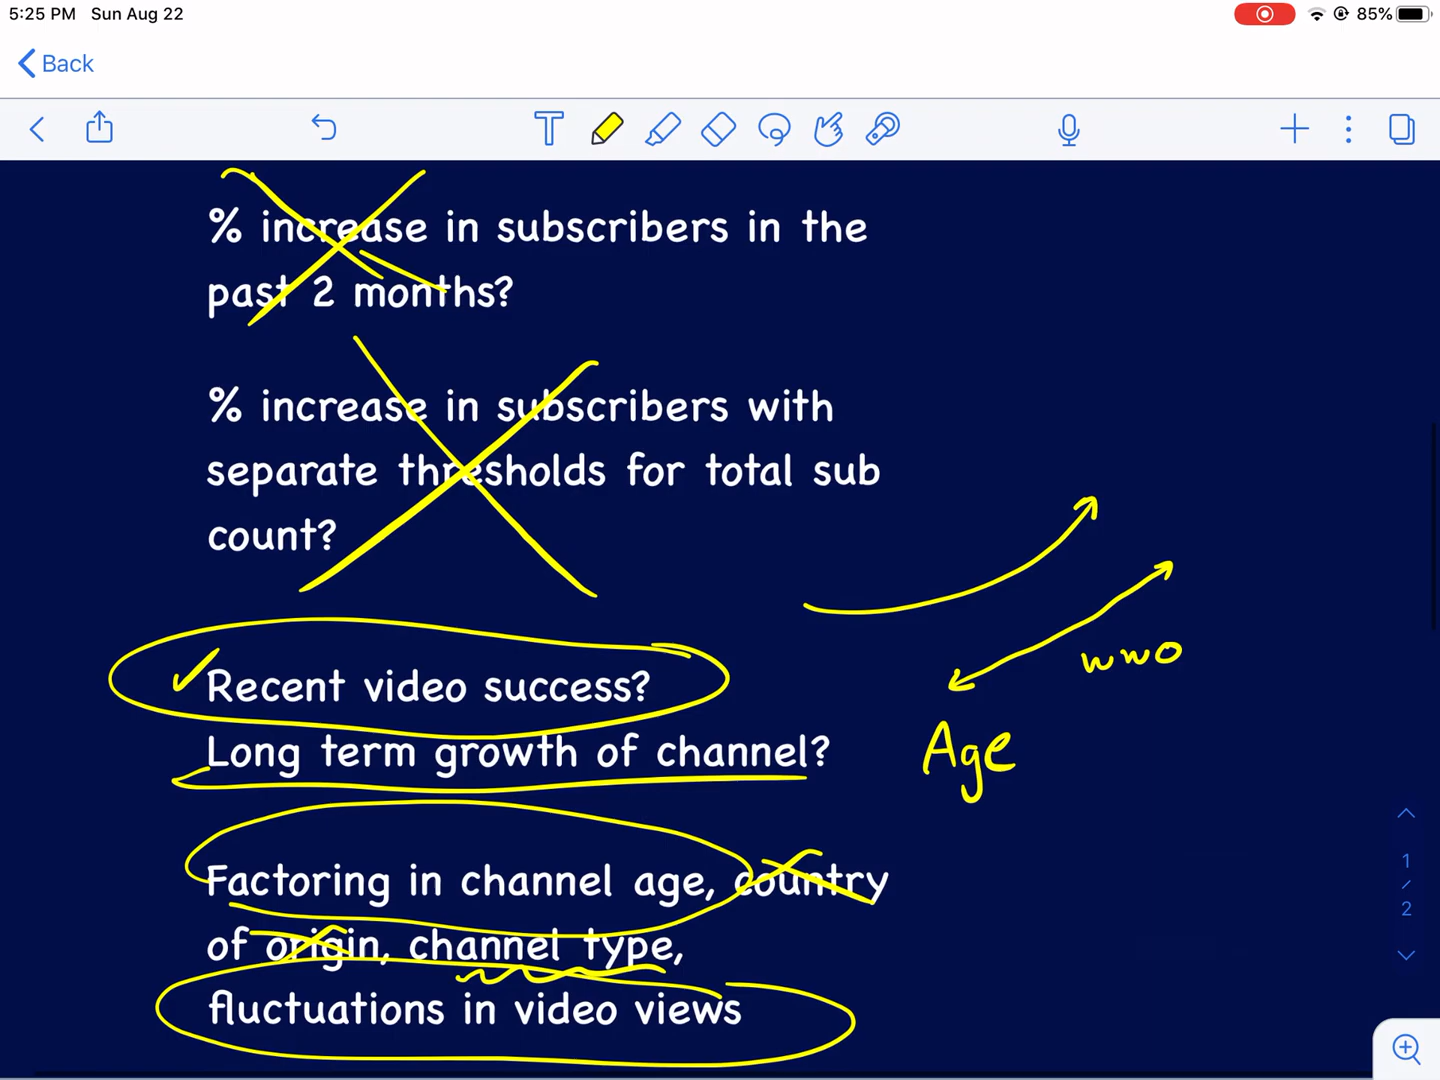 5:25 PM Sun Aug 22
85%
Back
% increase in subscribers in the
past 2 months?
% increase in subscribers with
separate thresholds for total sub
count?
wwo
Recent video success?
Long term growth of channel?
Age
Factoring in channel age, country
of origin, channel type,
fluctuations in video views
1
/
2